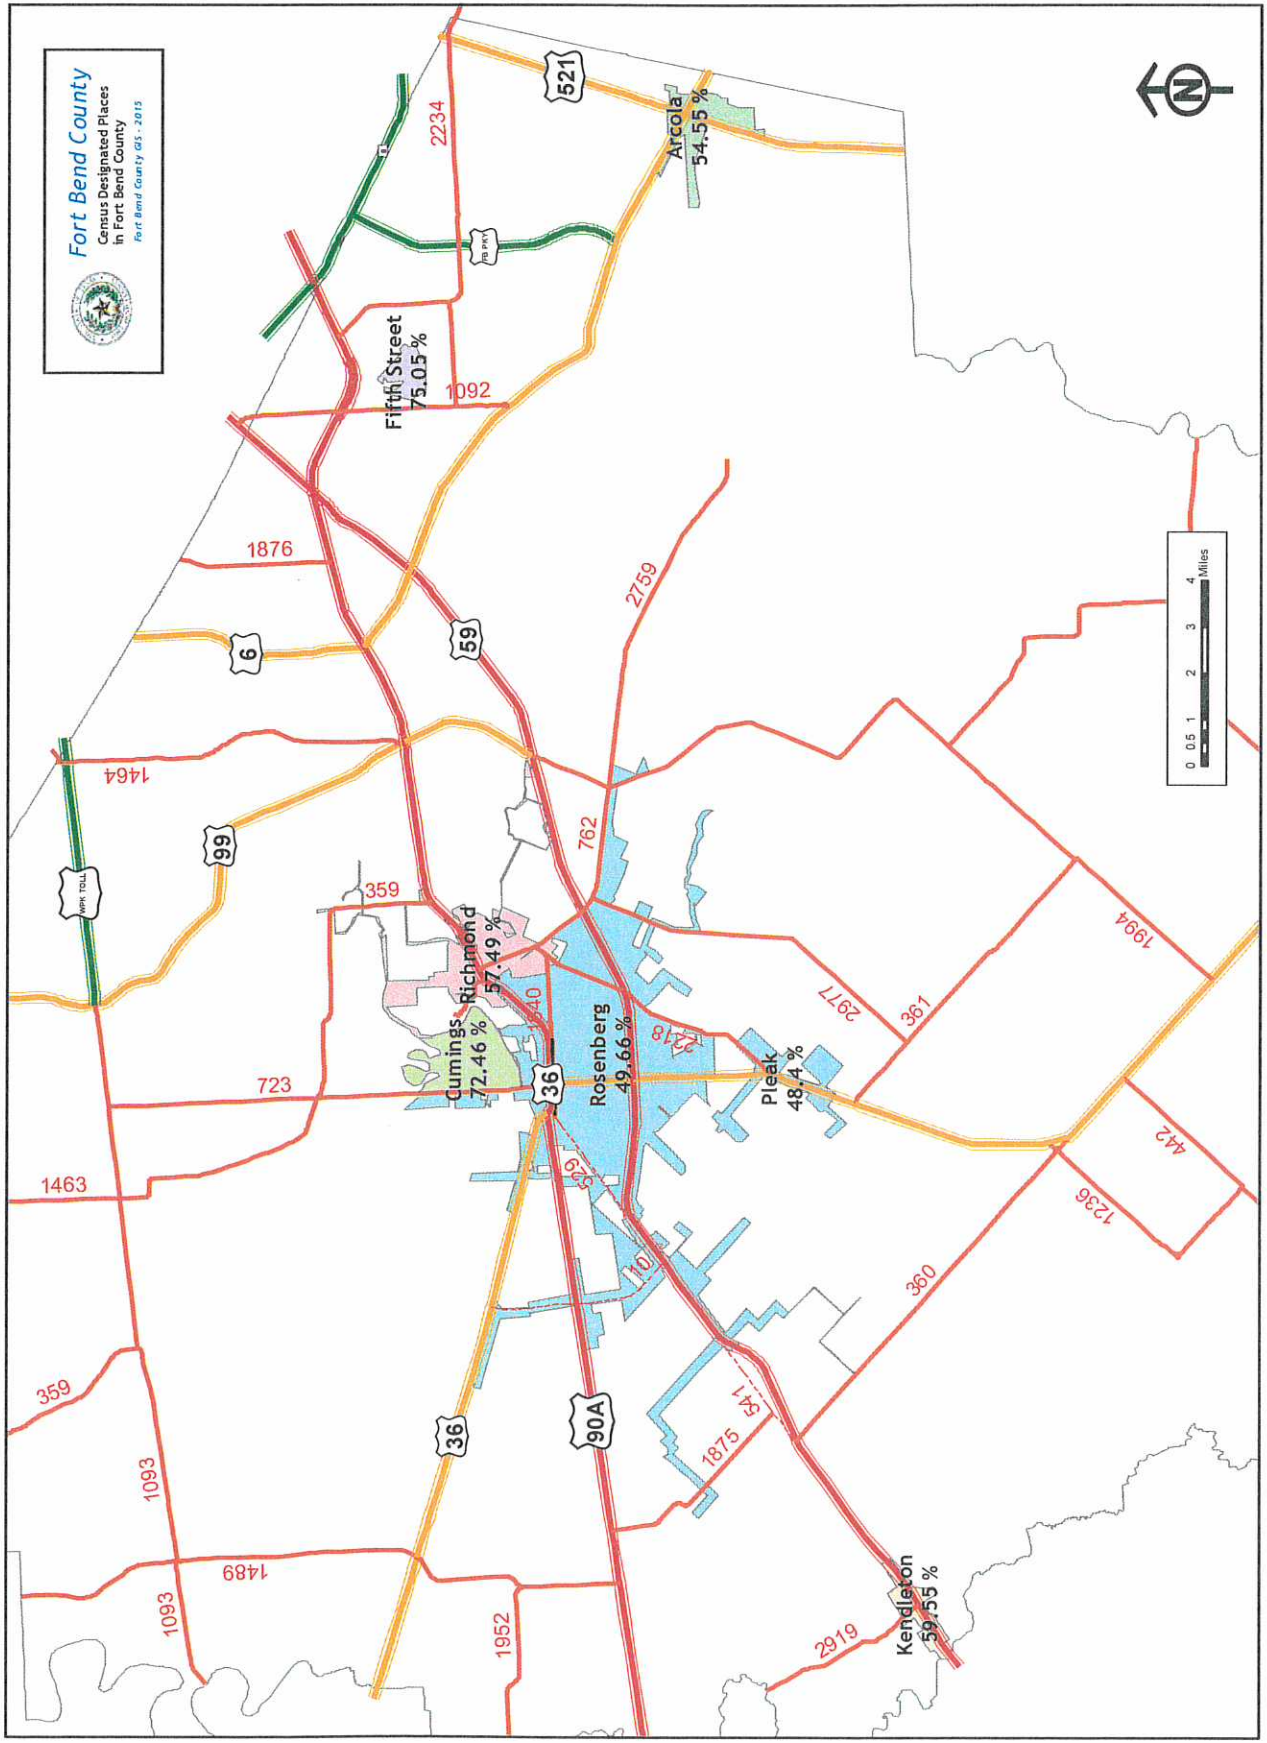 Fort Bend County
Census Designated Places
in Fort Bend County
Fort Bend County GIS - 2015
N
521
2234
Arcola
54.55 %
FB PKY
Fifth Street
75.05 %
1092
1876
6
59
2759
1464
WPK TOLL
99
762
359
Richmond
57.49 %
1640
Cumings
72.46 %
723
36
Rosenberg
49.66 %
2218
2977
361
1994
Pleak
48.4 %
442
1236
1463
529
10
360
359
36
90A
541
1875
1093
1489
1093
1952
2919
Kendleton
59.55 %
0 0.5 1 2 3 4
Miles